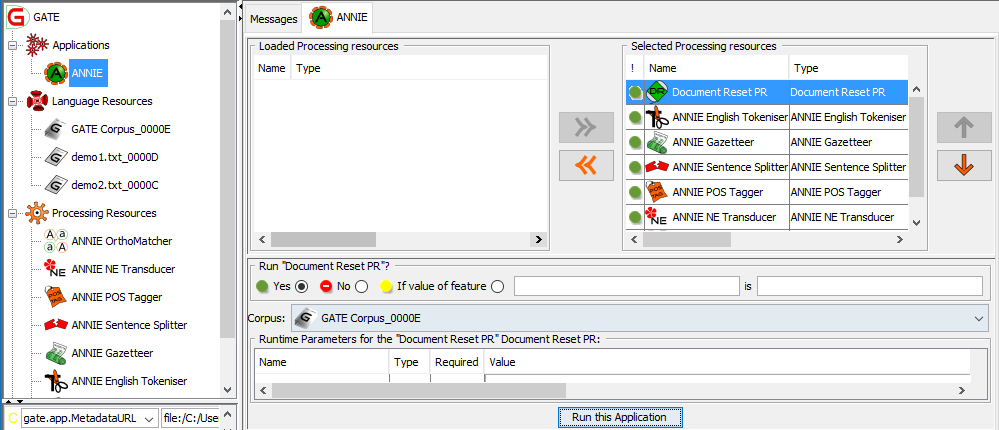 GATE
Applications
ANNIE
Language Resources
GATE Corpus_0000E
demo1.txt_0000D
demo2.txt_0000C
Processing Resources
ANNIE OrthoMatcher
ANNIE NE Transducer
ANNIE POS Tagger
ANNIE Sentence Splitter
ANNIE Gazetteer
ANNIE English Tokeniser
C gate.app.MetadataURL file:/C:/User
Messages ANNIE
Loaded Processing resources
Name Type
Selected Processing resources
! Name Type
Document Reset PR Document Reset PR
ANNIE English Tokeniser ANNIE English Tokeniser
ANNIE Gazetteer ANNIE Gazetteer
ANNIE Sentence Splitter ANNIE Sentence Splitter
ANNIE POS Tagger ANNIE POS Tagger
ANNIE NE Transducer ANNIE NE Transducer
Run "Document Reset PR"?
Yes No If value of feature is
Corpus: GATE Corpus_0000E
Runtime Parameters for the "Document Reset PR" Document Reset PR:
Name Type Required Value
Run this Application